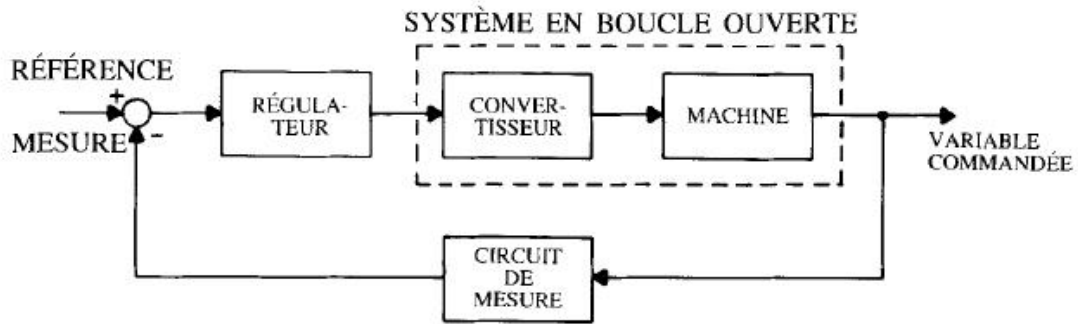 SYSTÈME EN BOUCLE OUVERTE
RÉFÉRENCE
+
MESURE
-
RÉGULA-
TEUR
CONVER-
TISSEUR
MACHINE
VARIABLE
COMMANDÉE
CIRCUIT
DE
MESURE